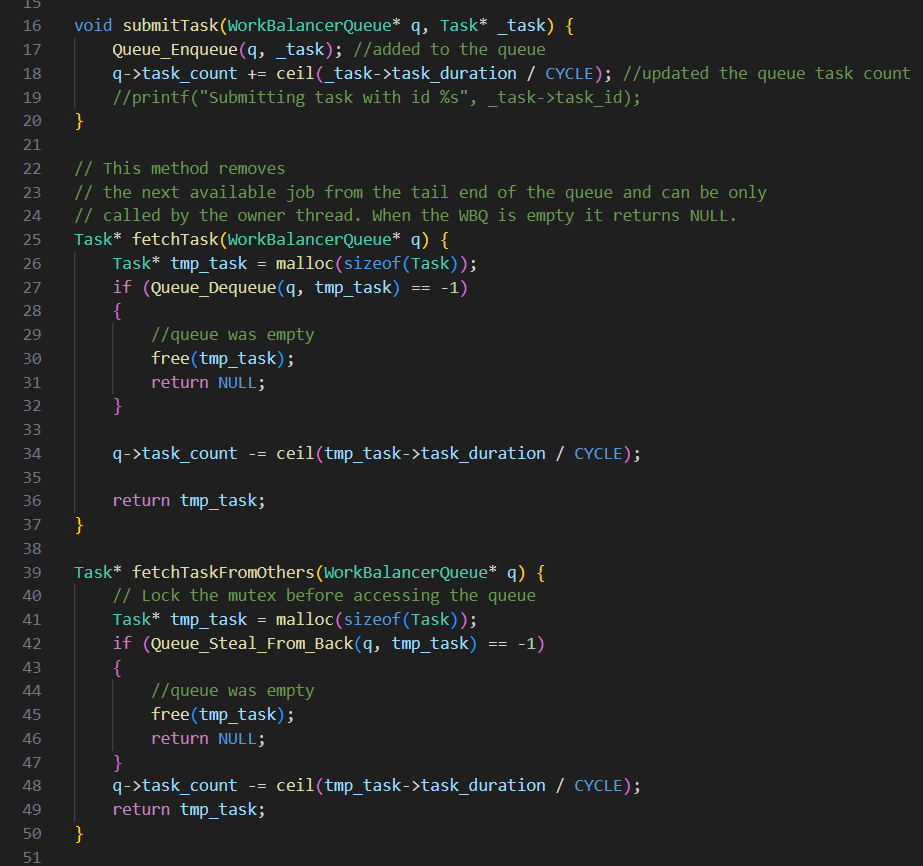 15
16 void submitTask(WorkBalancerQueue* q, Task* _task) {
17     Queue_Enqueue(q, _task); //added to the queue
18     q->task_count += ceil(_task->task_duration / CYCLE); //updated the queue task count
19     //printf("Submitting task with id %s", _task->task_id);
20 }
21
22 // This method removes
23 // the next available job from the tail end of the queue and can be only
24 // called by the owner thread. When the WBQ is empty it returns NULL.
25 Task* fetchTask(WorkBalancerQueue* q) {
26     Task* tmp_task = malloc(sizeof(Task));
27     if (Queue_Dequeue(q, tmp_task) == -1)
28     {
29         //queue was empty
30         free(tmp_task);
31         return NULL;
32     }
33
34     q->task_count -= ceil(tmp_task->task_duration / CYCLE);
35
36     return tmp_task;
37 }
38
39 Task* fetchTaskFromOthers(WorkBalancerQueue* q) {
40     // Lock the mutex before accessing the queue
41     Task* tmp_task = malloc(sizeof(Task));
42     if (Queue_Steal_From_Back(q, tmp_task) == -1)
43     {
44         //queue was empty
45         free(tmp_task);
46         return NULL;
47     }
48     q->task_count -= ceil(tmp_task->task_duration / CYCLE);
49     return tmp_task;
50 }
51